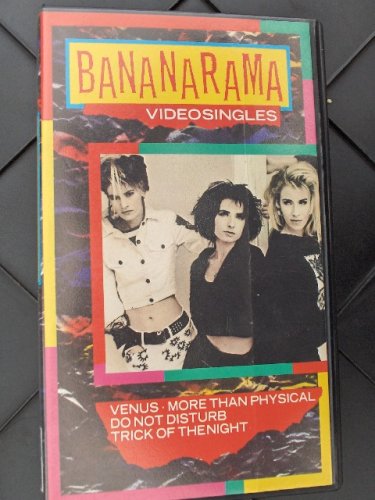 BANANARAMA
VIDEOSINGLES
VENUS · MORE THAN PHYSICAL
DO NOT DISTURB
TRICK OF THENIGHT